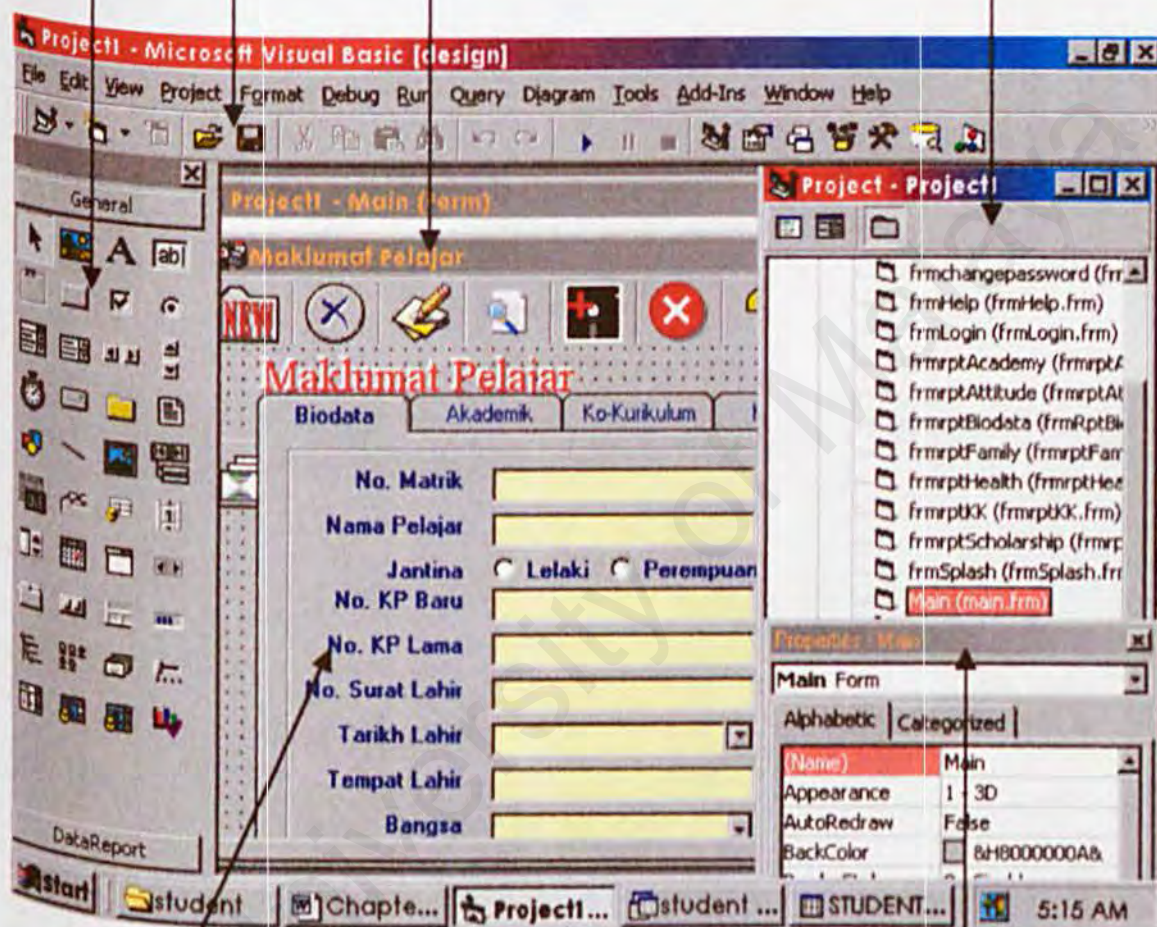 Project1 - Microsoft Visual Basic [design]
File Edit View Project Format Debug Run Query Diagram Tools Add-Ins Window Help
General
Project1 - Main (Form)
Maklumat Pelajar
NEW
Maklumat Pelajar
Biodata Akademik Ko-Kurikulum
No. Matrik
Nama Pelajar
Jantina Lelaki Perempuan
No. KP Baru
No. KP Lama
No. Surat Lahir
Tarikh Lahir
Tempat Lahir
Bangsa
DataReport
Project - Project1
frmchangepassword (frr
frmHelp (frmHelp.frm)
frmLogin (frmLogin.frm)
frmrptAcademy (frmrptA
frmrptAttitude (frmrptAt
frmrptBiodata (frmRptBi
frmrptFamily (frmrptFam
frmrptHealth (frmrptHea
frmrptKK (frmrptKK.frm)
frmrptScholarship (frmrp
frmSplash (frmSplash.frr
Main (main.frm)
Properties - Main
Main Form
Alphabetic Categorized
(Name) Main
Appearance 1 - 3D
AutoRedraw False
BackColor &H8000000A&
Start student Chapte... Project1 ... student ... STUDENT... 5:15 AM
University of Malaya